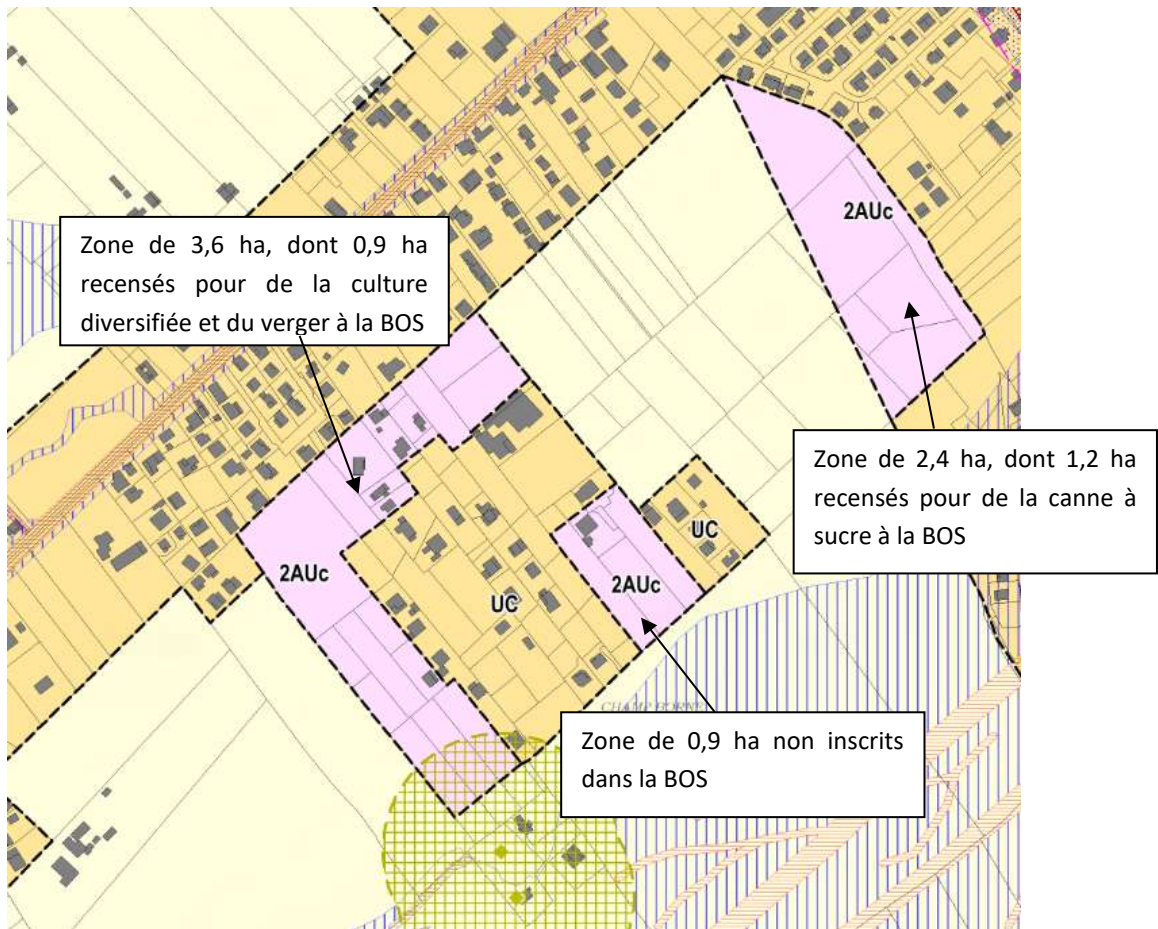 2AUc
Zone de 3,6 ha, dont 0,9 ha
recensés pour de la culture
diversifiée et du verger à la BOS
Zone de 2,4 ha, dont 1,2 ha
recensés pour de la canne à
sucre à la BOS
UC
2AUc
2AUc
UC
CHAMP BORNE
Zone de 0,9 ha non inscrits
dans la BOS